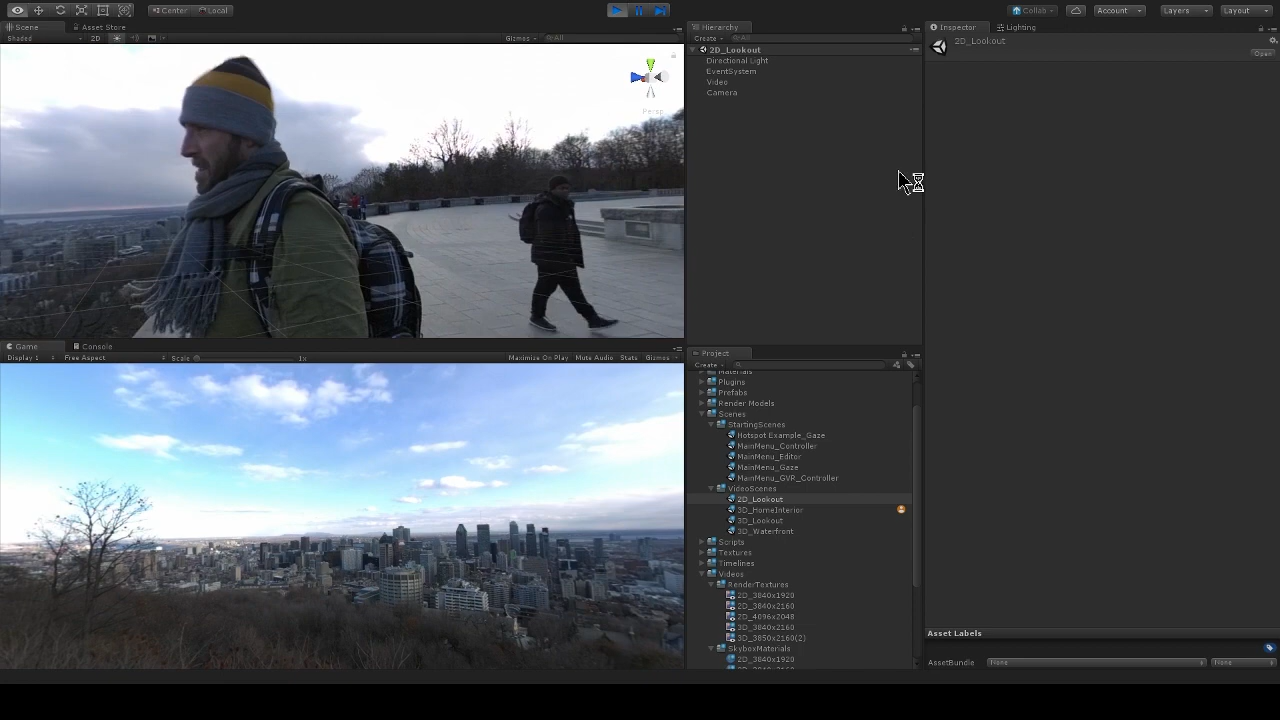 Center Local Collab Account Layers Layout
Scene Asset Store
Shaded 2D Gizmos All
Persp
Game Console
Display 1 Free Aspect Scale 1x Maximize On Play Mute Audio Stats Gizmos
Hierarchy
Create All
2D_Lookout
Directional Light
EventSystem
Video
Camera
Project
Create
Materials
Plugins
Prefabs
Render Models
Scenes
StartingScenes
Hotspot Example_Gaze
MainMenu_Controller
MainMenu_Editor
MainMenu_Gaze
MainMenu_GVR_Controller
VideoScenes
2D_Lookout
3D_HomeInterior
3D_Lookout
3D_Waterfront
Scripts
Textures
Timelines
Videos
RenderTextures
2D_3840x1920
2D_3840x2160
2D_4096x2048
3D_3840x2160
3D_3850x2160(2)
SkyboxMaterials
2D_3840x1920
Inspector Lighting
2D_Lookout
Open
Asset Labels
AssetBundle None None